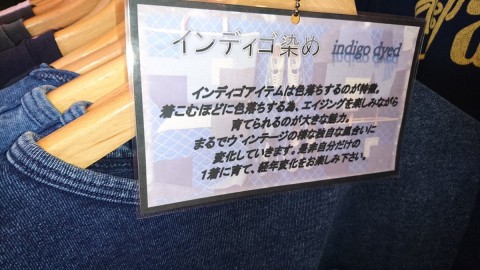 インディゴ染め indigo dyed
インディゴアイテムは色落ちするのが特徴。
着こむほどに色落ちする為、エイジングを楽しみながら
育てられるのが大きな魅力。
まるでヴィンテージの様な独自な風合いに
変化していきます。是非自分だけの
1着に育て、経年変化をお楽しみ下さい。